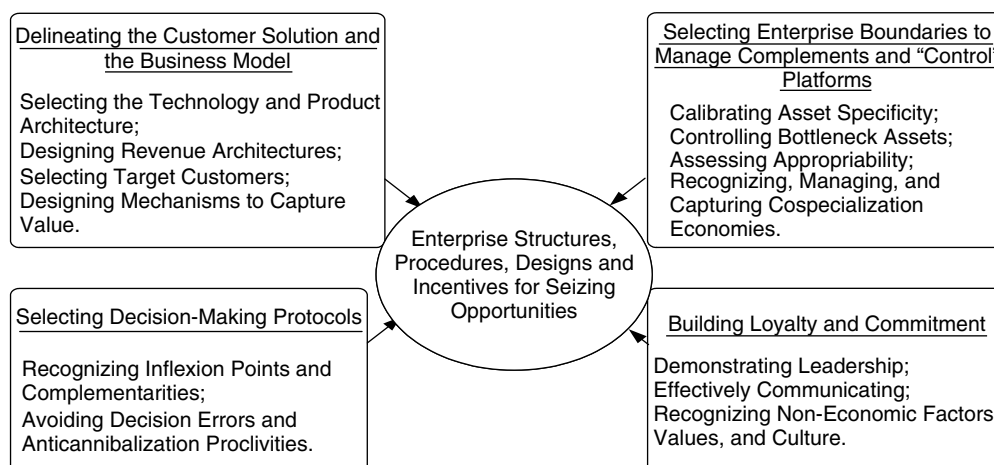 Delineating the Customer Solution and
the Business Model
Selecting the Technology and Product
Architecture;
Designing Revenue Architectures;
Selecting Target Customers;
Designing Mechanisms to Capture
Value.
Selecting Enterprise Boundaries to
Manage Complements and “Control”
Platforms
Calibrating Asset Specificity;
Controlling Bottleneck Assets;
Assessing Appropriability;
Recognizing, Managing, and
Capturing Cospecialization
Economies.
Enterprise Structures,
Procedures, Designs and
Incentives for Seizing
Opportunities
Selecting Decision-Making Protocols
Recognizing Inflexion Points and
Complementarities;
Avoiding Decision Errors and
Anticannibalization Proclivities.
Building Loyalty and Commitment
Demonstrating Leadership;
Effectively Communicating;
Recognizing Non-Economic Factors,
Values, and Culture.